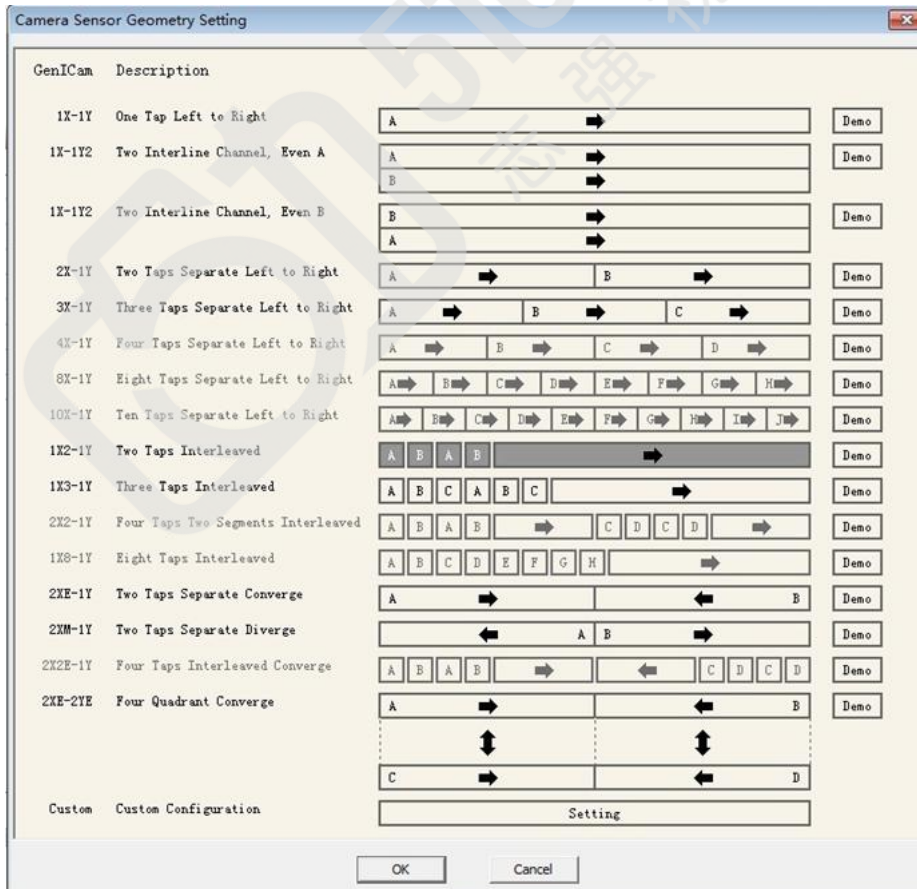 Camera Sensor Geometry Setting
GenICam Description
1X-1Y One Tap Left to Right A Demo
1X-1Y2 Two Interline Channel, Even A A Demo
B
1X-1Y2 Two Interline Channel, Even B B Demo
A
2X-1Y Two Taps Separate Left to Right A B Demo
3X-1Y Three Taps Separate Left to Right A B C Demo
4X-1Y Four Taps Separate Left to Right A B C D Demo
8X-1Y Eight Taps Separate Left to Right A B C D E F G H Demo
10X-1Y Ten Taps Separate Left to Right A B C D E F G H I J Demo
1X2-1Y Two Taps Interleaved A B A B Demo
1X3-1Y Three Taps Interleaved A B C A B C Demo
2X2-1Y Four Taps Two Segments Interleaved A B A B C D C D Demo
1X8-1Y Eight Taps Interleaved A B C D E F G H Demo
2XE-1Y Two Taps Separate Converge A B Demo
2XM-1Y Two Taps Separate Diverge A B Demo
2X2E-1Y Four Taps Interleaved Converge A B A B C D C D Demo
2XE-2YE Four Quadrant Converge A B Demo
C D
Custom Custom Configuration Setting
OK Cancel
志强